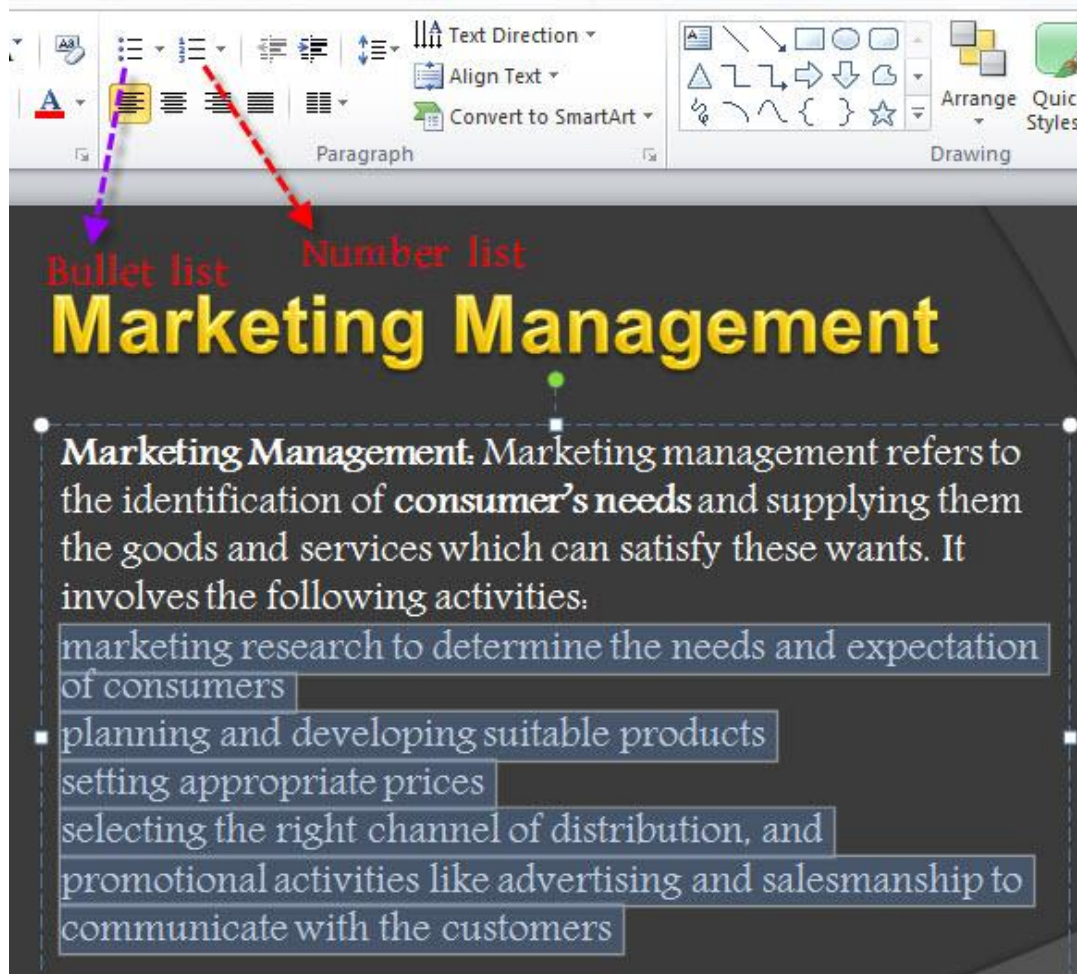 Text Direction
Align Text
Convert to SmartArt
Arrange
Styles
Paragraph
Drawing
Bullet list
Number list
Marketing Management
Marketing Management: Marketing management refers to
the identification of consumer's needs and supplying them
the goods and services which can satisfy these wants. It
involves the following activities:
marketing research to determine the needs and expectation
of consumers
planning and developing suitable products
setting appropriate prices
selecting the right channel of distribution, and
promotional activities like advertising and salesmanship to
communicate with the customers